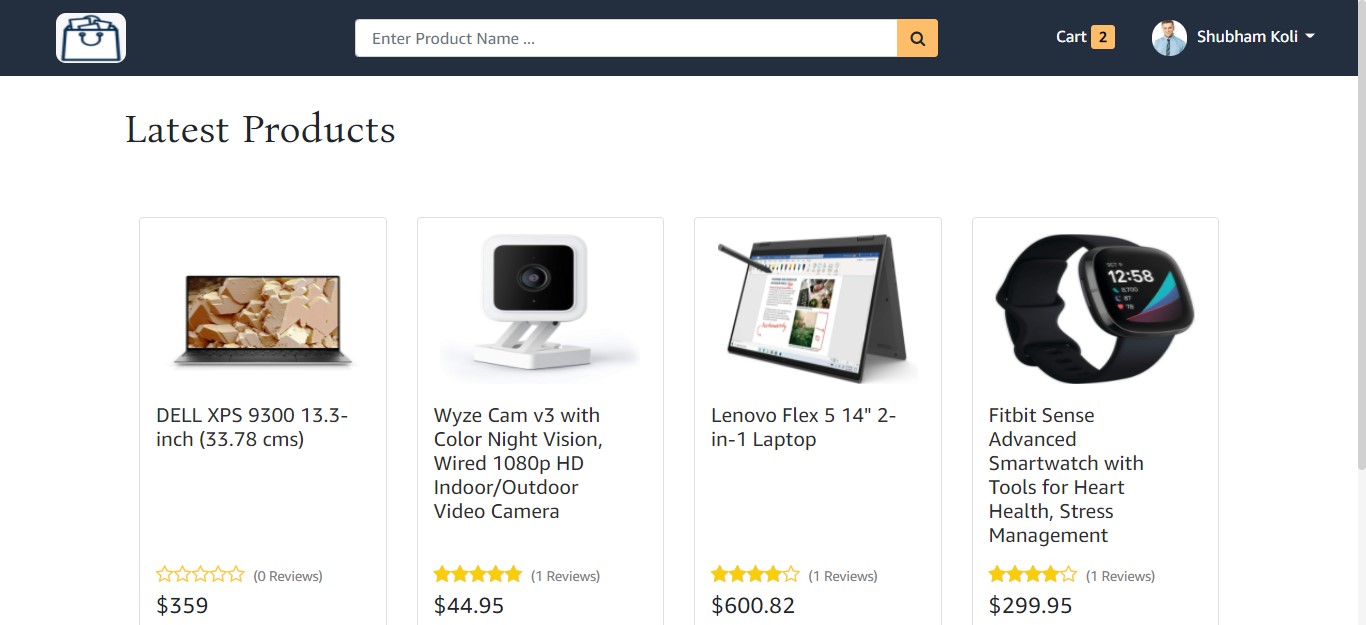 Enter Product Name ...
Cart 2
Shubham Koli
Latest Products
12:58
DELL XPS 9300 13.3-
inch (33.78 cms)
(0 Reviews)
$359
Wyze Cam v3 with
Color Night Vision,
Wired 1080p HD
Indoor/Outdoor
Video Camera
(1 Reviews)
$44.95
Lenovo Flex 5 14" 2-
in-1 Laptop
(1 Reviews)
$600.82
Fitbit Sense
Advanced
Smartwatch with
Tools for Heart
Health, Stress
Management
(1 Reviews)
$299.95